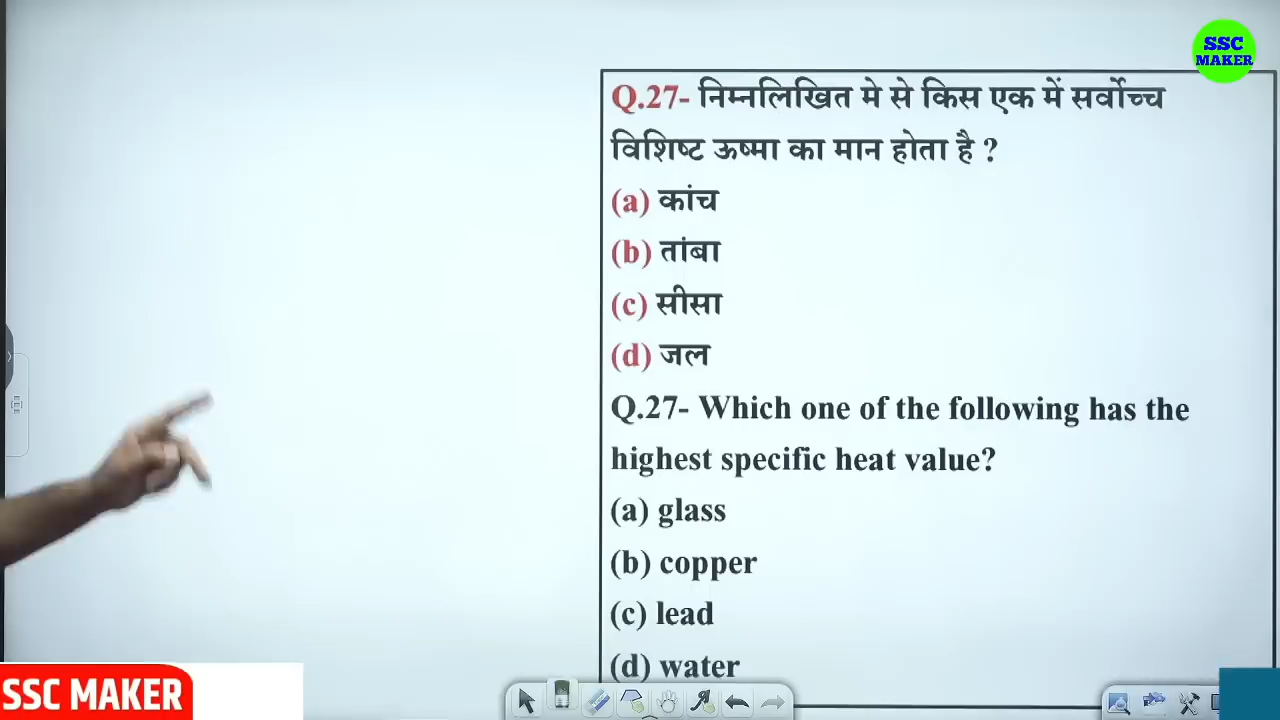 SSC
MAKER
Q.27- निम्नलिखित मे से किस एक में सर्वोच्च
विशिष्ट ऊष्मा का मान होता है ?
(a) कांच
(b) तांबा
(c) सीसा
(d) जल
Q.27- Which one of the following has the
highest specific heat value?
(a) glass
(b) copper
(c) lead
(d) water
SSC MAKER